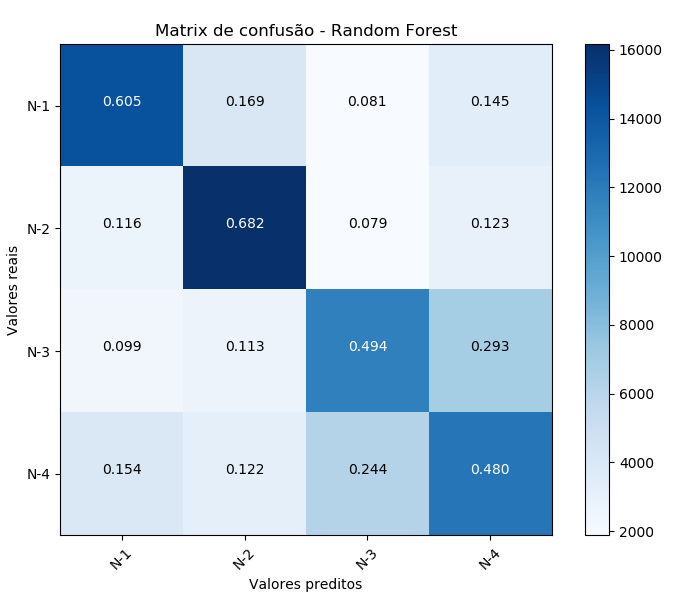 Matrix de confusão - Random Forest
N-1 0.605 0.169 0.081 0.145
N-2 0.116 0.682 0.079 0.123
N-3 0.099 0.113 0.494 0.293
N-4 0.154 0.122 0.244 0.480
N-1 N-2 N-3 N-4
Valores preditos
Valores reais
16000
14000
12000
10000
8000
6000
4000
2000